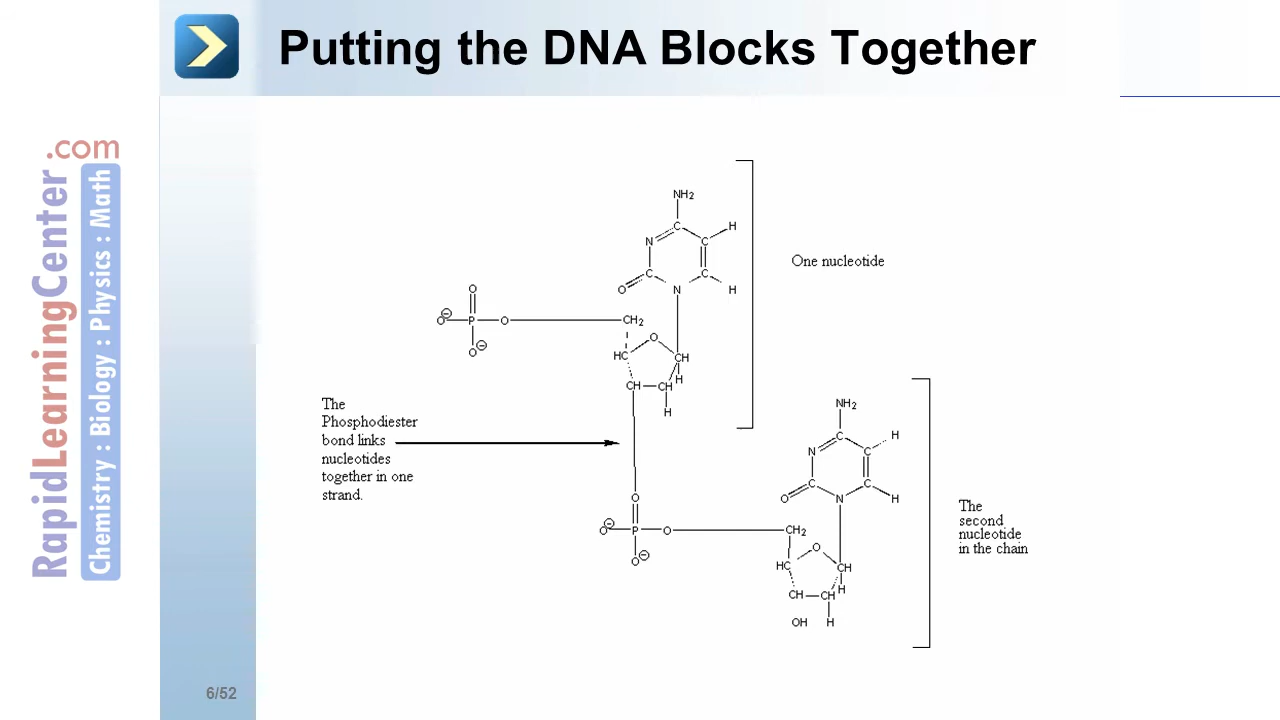 Putting the DNA Blocks Together
RapidLearningCenter.com
Chemistry : Biology : Physics : Math
NH2
C
H
N
C
C
C
O
N
H
One nucleotide
O
O
P
O
CH2
O
O
HC
CH
H
CH
CH
H
The
Phosphodiester
bond links
nucleotides
together in one
strand.
NH2
C
H
N
C
C
C
O
N
H
The
second
nucleotide
in the chain
O
O
P
O
CH2
O
O
HC
CH
H
CH
CH
OH
H
6/52